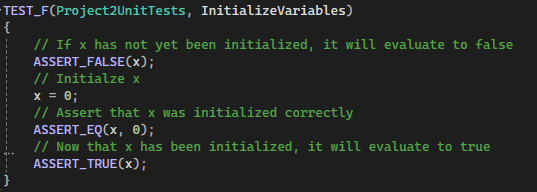 TEST_F(Project2UnitTests, InitializeVariables)
{
// If x has not yet been initialized, it will evaluate to false
ASSERT_FALSE(x);
// Initialze x
x = 0;
// Assert that x was initialized correctly
ASSERT_EQ(x, 0);
// Now that x has been initialized, it will evaluate to true
ASSERT_TRUE(x);
}